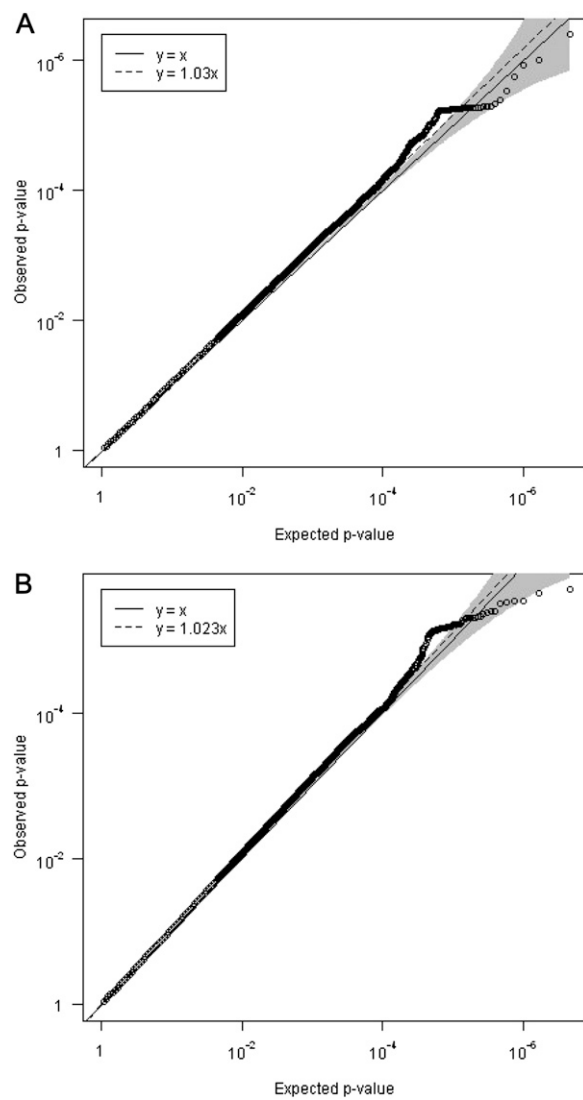 A
y = x
y = 1.03x
10⁻⁶
10⁻⁴
10⁻²
1
Observed p-value
1
10⁻²
10⁻⁴
10⁻⁶
Expected p-value
B
y = x
y = 1.023x
10⁻⁴
10⁻²
1
Observed p-value
1
10⁻²
10⁻⁴
10⁻⁶
Expected p-value